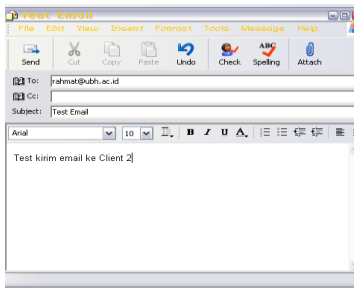 Test Email
File Edit View Insert Format Tools Message Help
Send Cut Copy Paste Undo Check Spelling Attach
To: rahmat@ubh.ac.id
Cc:
Subject: Test Email
Arial 10 B I U A
Test kirim email ke Client 2